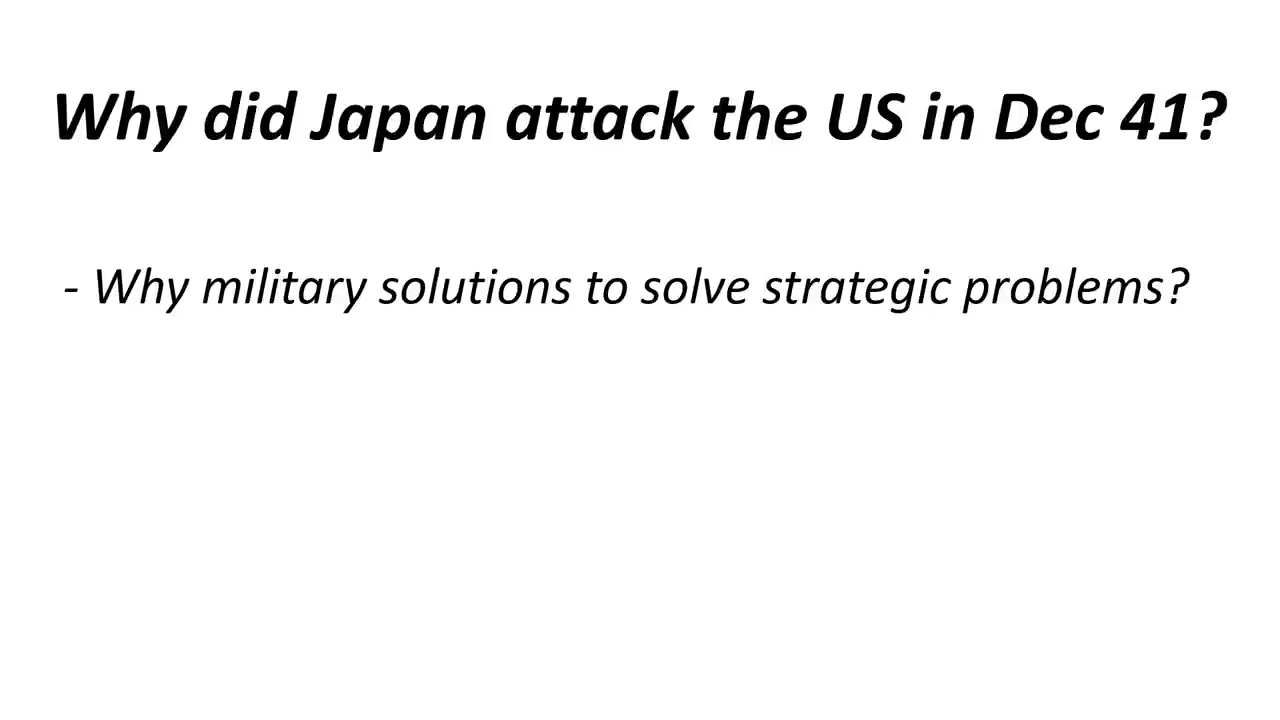 Why did Japan attack the US in Dec 41?
- Why military solutions to solve strategic problems?